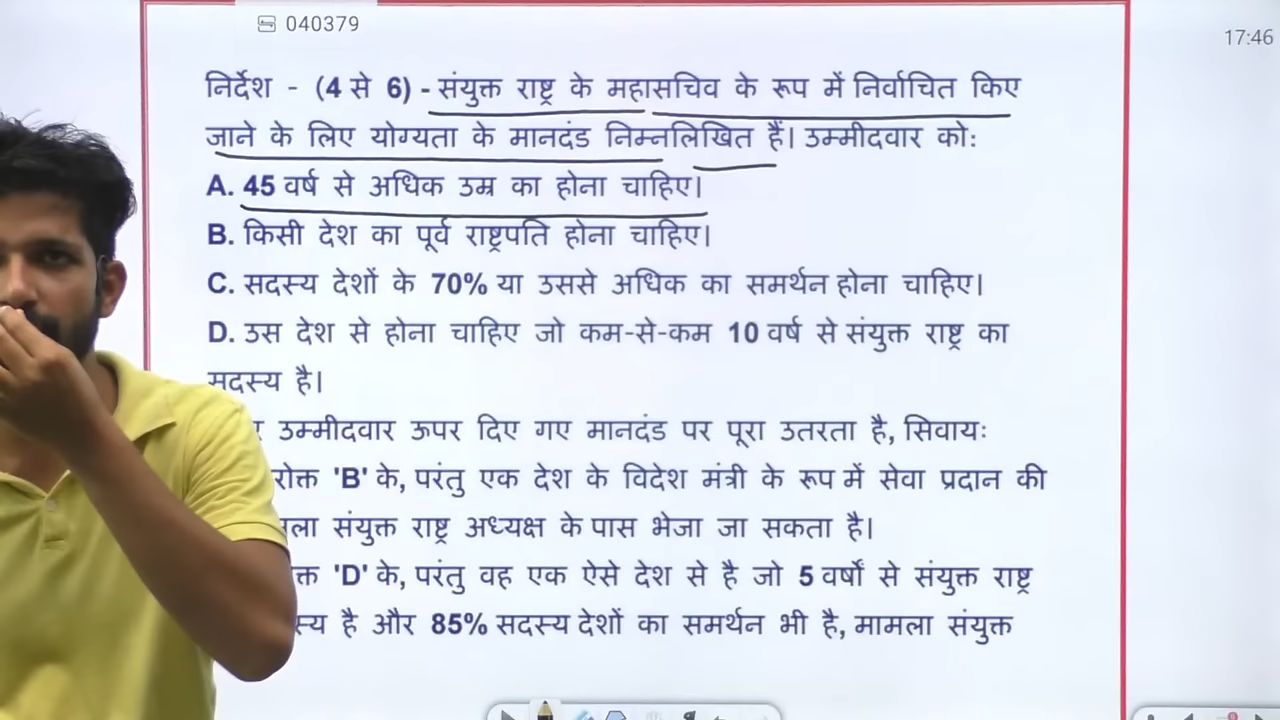 040379
17:46
निर्देश - (4 से 6) - संयुक्त राष्ट्र के महासचिव के रूप में निर्वाचित किए
जाने के लिए योग्यता के मानदंड निम्नलिखित हैं। उम्मीदवार को:
A. 45 वर्ष से अधिक उम्र का होना चाहिए।
B. किसी देश का पूर्व राष्ट्रपति होना चाहिए।
C. सदस्य देशों के 70% या उससे अधिक का समर्थन होना चाहिए।
D. उस देश से होना चाहिए जो कम-से-कम 10 वर्ष से संयुक्त राष्ट्र का
सदस्य है।
उम्मीदवार ऊपर दिए गए मानदंड पर पूरा उतरता है, सिवाय:
'B' के, परंतु एक देश के विदेश मंत्री के रूप में सेवा प्रदान की
संयुक्त राष्ट्र अध्यक्ष के पास भेजा जा सकता है।
'D' के, परंतु वह एक ऐसे देश से है जो 5 वर्षों से संयुक्त राष्ट्र
है और 85% सदस्य देशों का समर्थन भी है, मामला संयुक्त